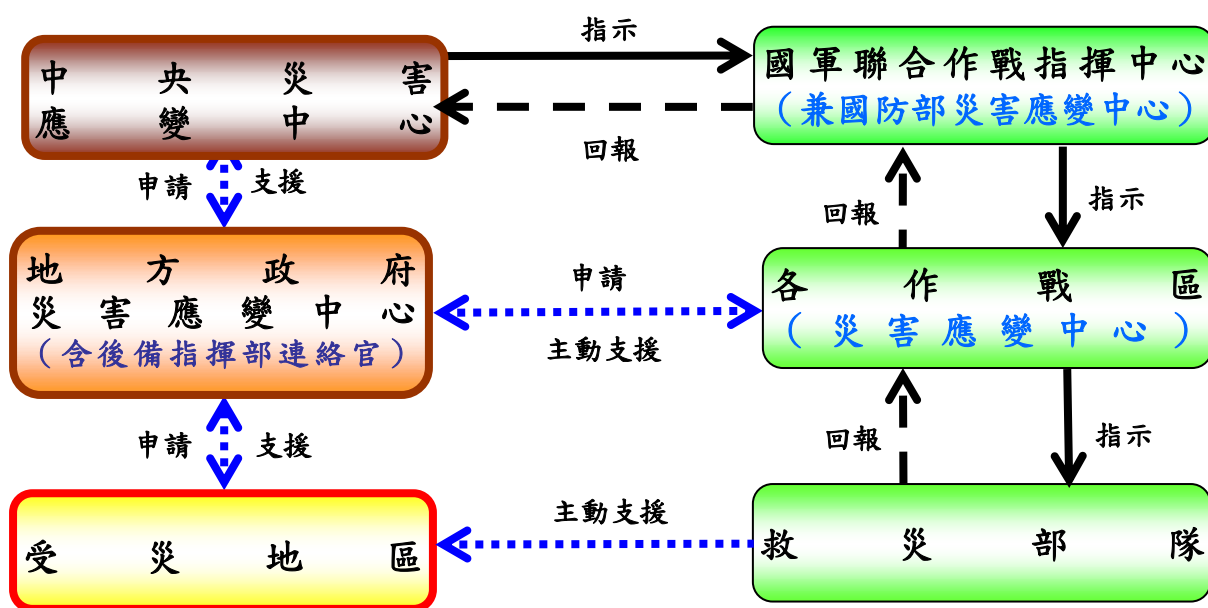 中央災害
應變中心
指示
回報
國軍聯合作戰指揮中心
（兼國防部災害應變中心）
申請
支援
回報
指示
地方政府
災害應變中心
（含後備指揮部連絡官）
申請
主動支援
各作戰區
（災害應變中心）
申請
支援
回報
指示
受災地區
主動支援
救災部隊